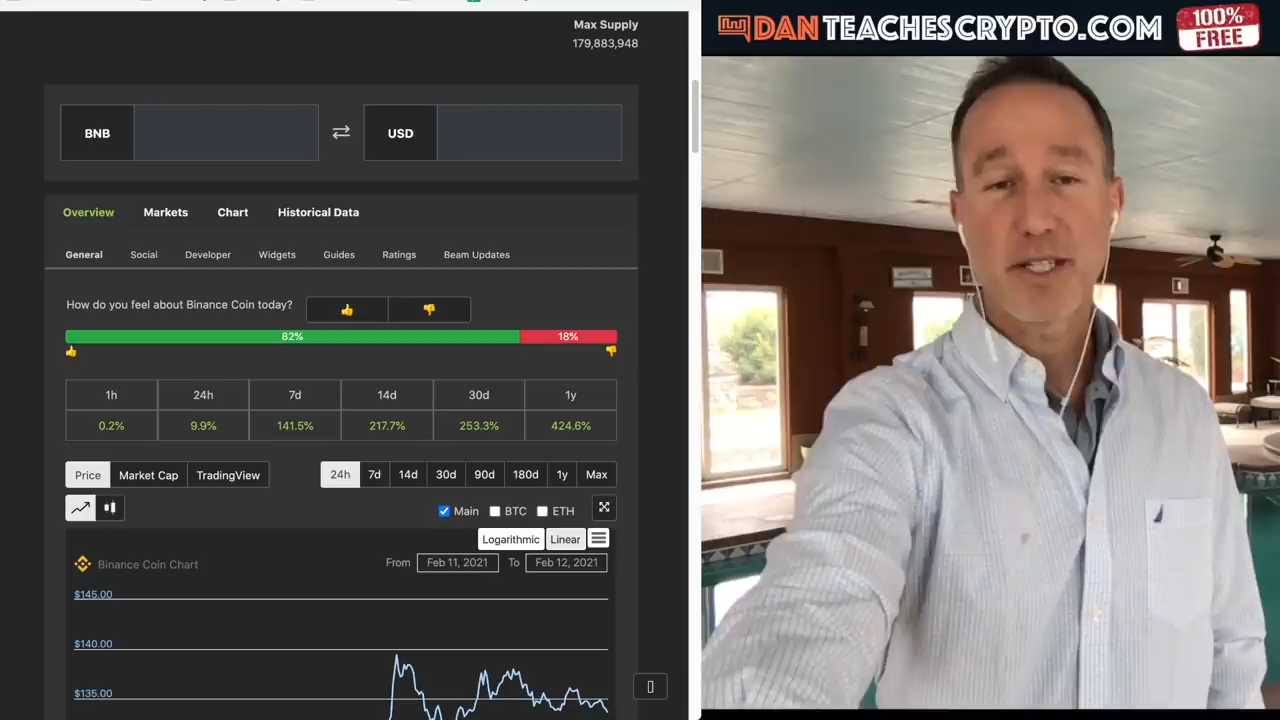 Max Supply
179,883,948
BNB
USD
Overview Markets Chart Historical Data
General Social Developer Widgets Guides Ratings Beam Updates
How do you feel about Binance Coin today?
82% 18%
1h 24h 7d 14d 30d 1y
0.2% 9.9% 141.5% 217.7% 253.3% 424.6%
Price Market Cap TradingView 24h 7d 14d 30d 90d 180d 1y Max
Main BTC ETH
Logarithmic Linear
Binance Coin Chart From Feb 11, 2021 To Feb 12, 2021
$145.00
$140.00
$135.00
DANTEACHESCRYPTO.COM
100%
FREE